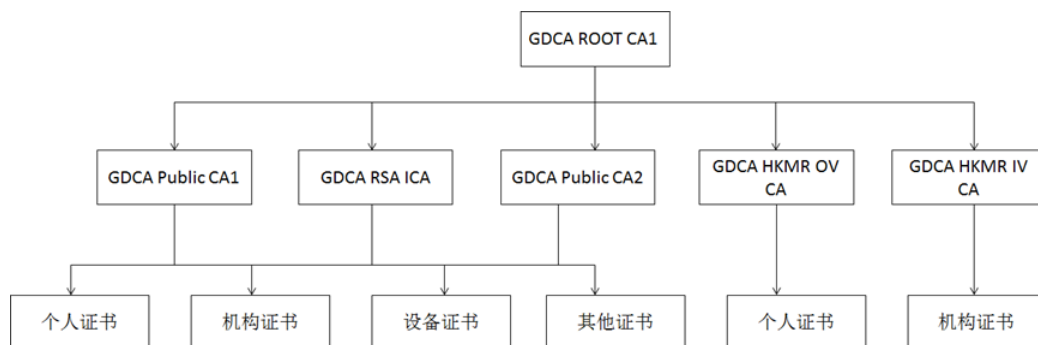 GDCA ROOT CA1
GDCA Public CA1
GDCA RSA ICA
GDCA Public CA2
GDCA HKMR OV
CA
GDCA HKMR IV
CA
个人证书
机构证书
设备证书
其他证书
个人证书
机构证书